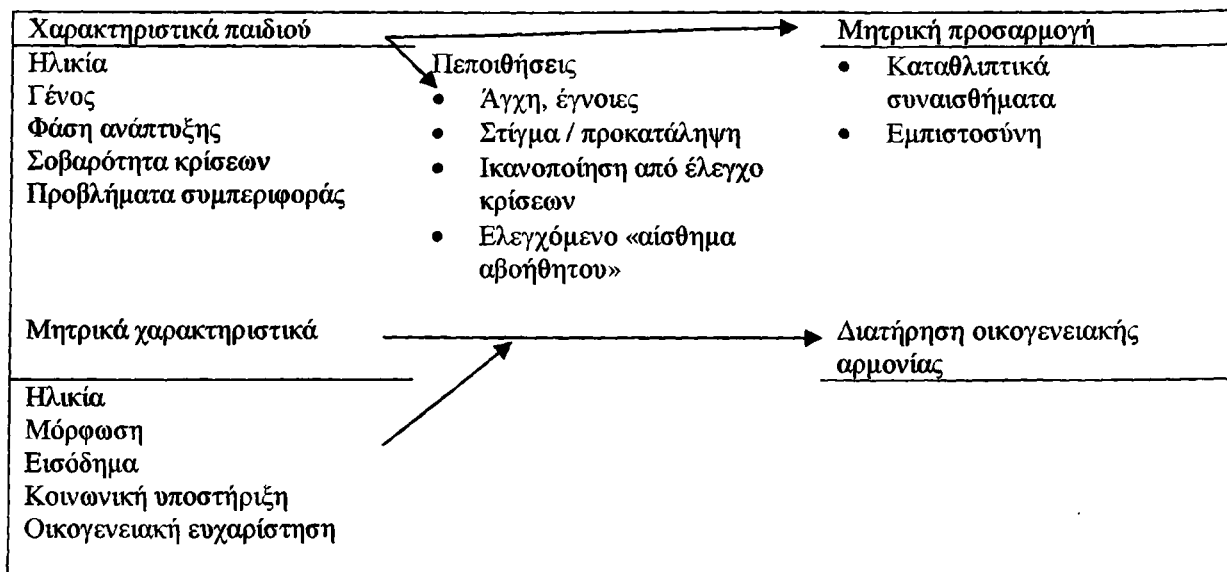 Χαρακτηριστικά παιδιού
Μητρική προσαρμογή
Ηλικία
Γένος
Φάση ανάπτυξης
Σοβαρότητα κρίσεων
Προβλήματα συμπεριφοράς
Πεποιθήσεις
• Άγχη, έγνοιες
• Στίγμα / προκατάληψη
• Ικανοποίηση από έλεγχο
κρίσεων
• Ελεγχόμενο «αίσθημα
αβοήθητου»
• Καταθλιπτικά
συναισθήματα
• Εμπιστοσύνη
Μητρικά χαρακτηριστικά
Διατήρηση οικογενειακής
αρμονίας
Ηλικία
Μόρφωση
Εισόδημα
Κοινωνική υποστήριξη
Οικογενειακή ευχαρίστηση